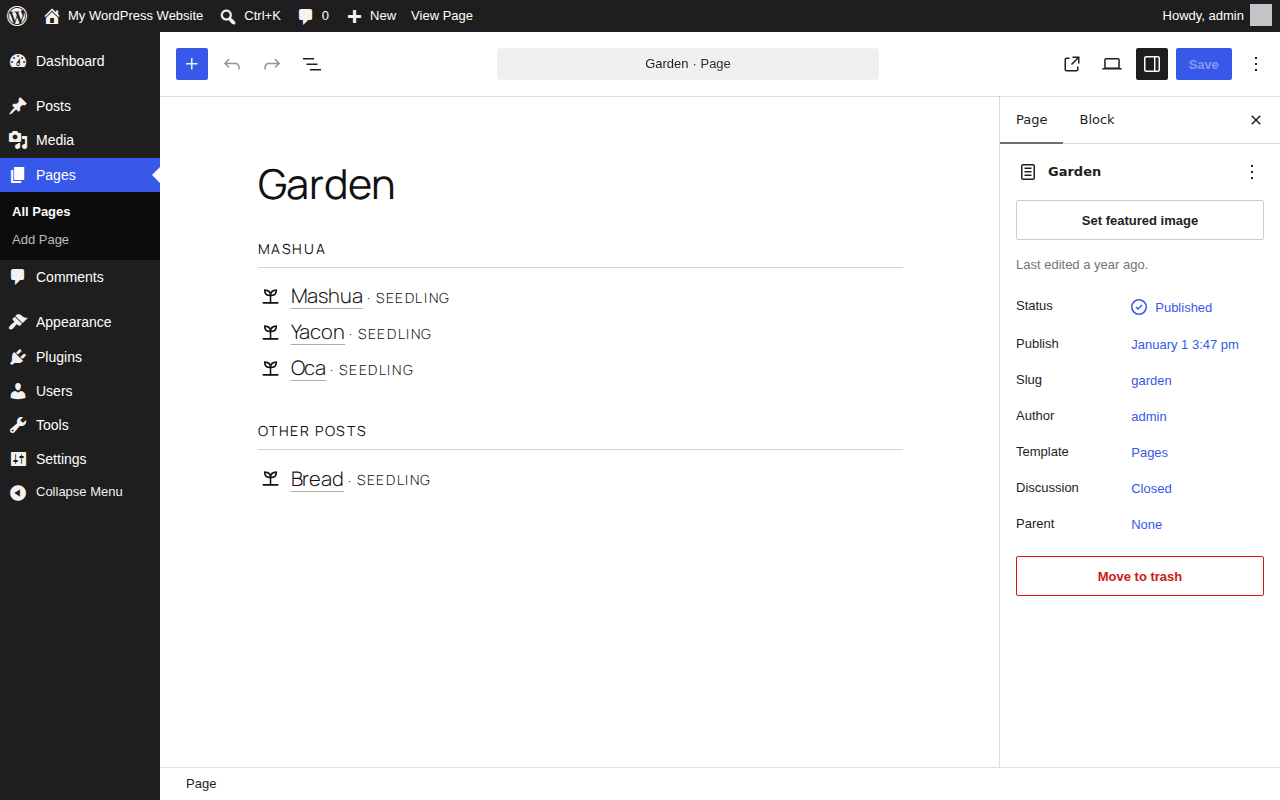 My WordPress Website Ctrl+K 0 New View Page Howdy, admin
Dashboard
Posts
Media
Pages
All Pages
Add Page
Comments
Appearance
Plugins
Users
Tools
Settings
Collapse Menu
Garden · Page
Save
Garden
MASHUA
Mashua · SEEDLING
Yacon · SEEDLING
Oca · SEEDLING
OTHER POSTS
Bread · SEEDLING
Page Block
Garden
Set featured image
Last edited a year ago.
Status Published
Publish January 1 3:47 pm
Slug garden
Author admin
Template Pages
Discussion Closed
Parent None
Move to trash
Page